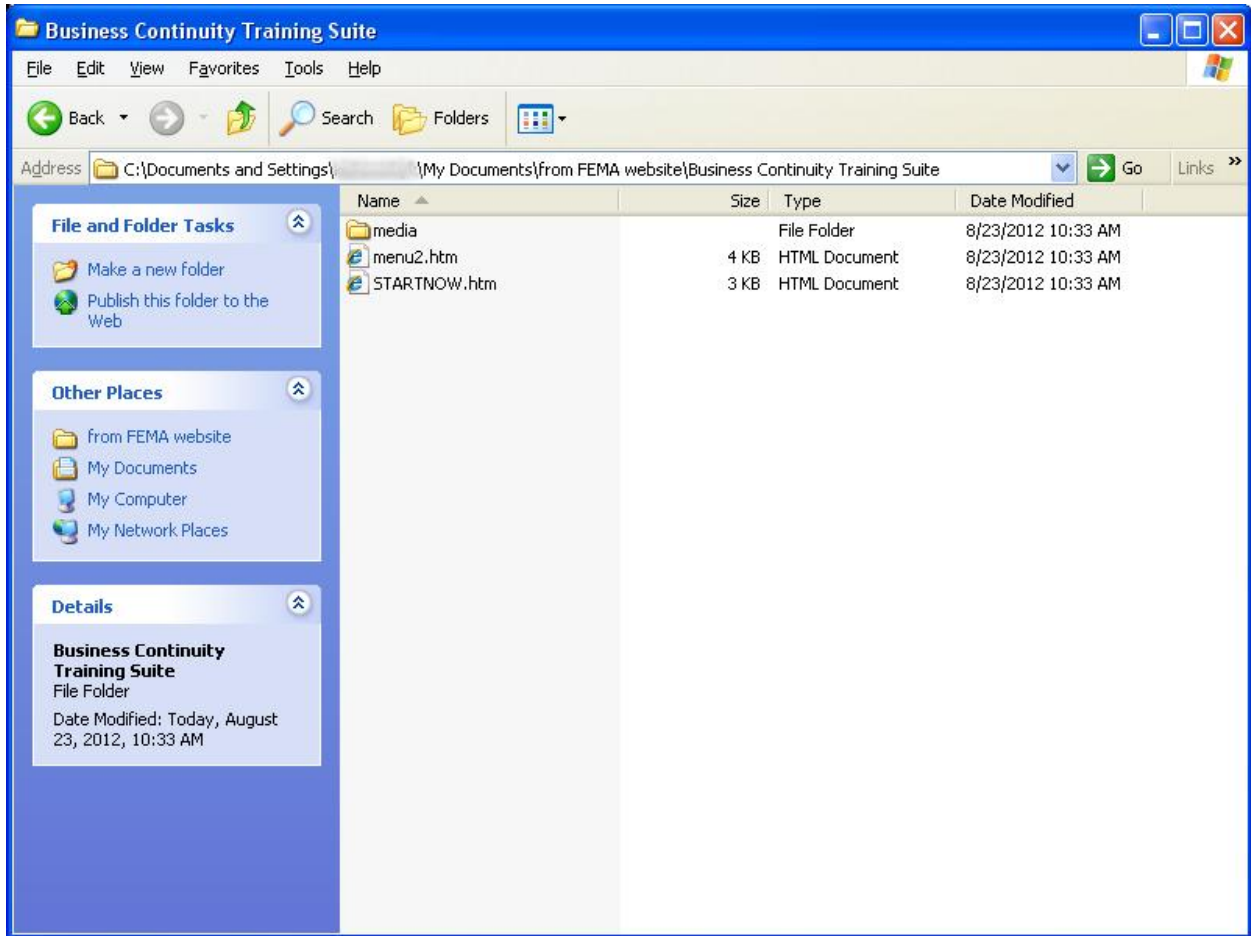 Business Continuity Training Suite
File Edit View Favorites Tools Help
Back Search Folders
Address C:\Documents and Settings\ \My Documents\from FEMA website\Business Continuity Training Suite Go Links »
Name Size Type Date Modified
media File Folder 8/23/2012 10:33 AM
menu2.htm 4 KB HTML Document 8/23/2012 10:33 AM
STARTNOW.htm 3 KB HTML Document 8/23/2012 10:33 AM
File and Folder Tasks
Make a new folder
Publish this folder to the
Web
Other Places
from FEMA website
My Documents
My Computer
My Network Places
Details
Business Continuity
Training Suite
File Folder
Date Modified: Today, August
23, 2012, 10:33 AM